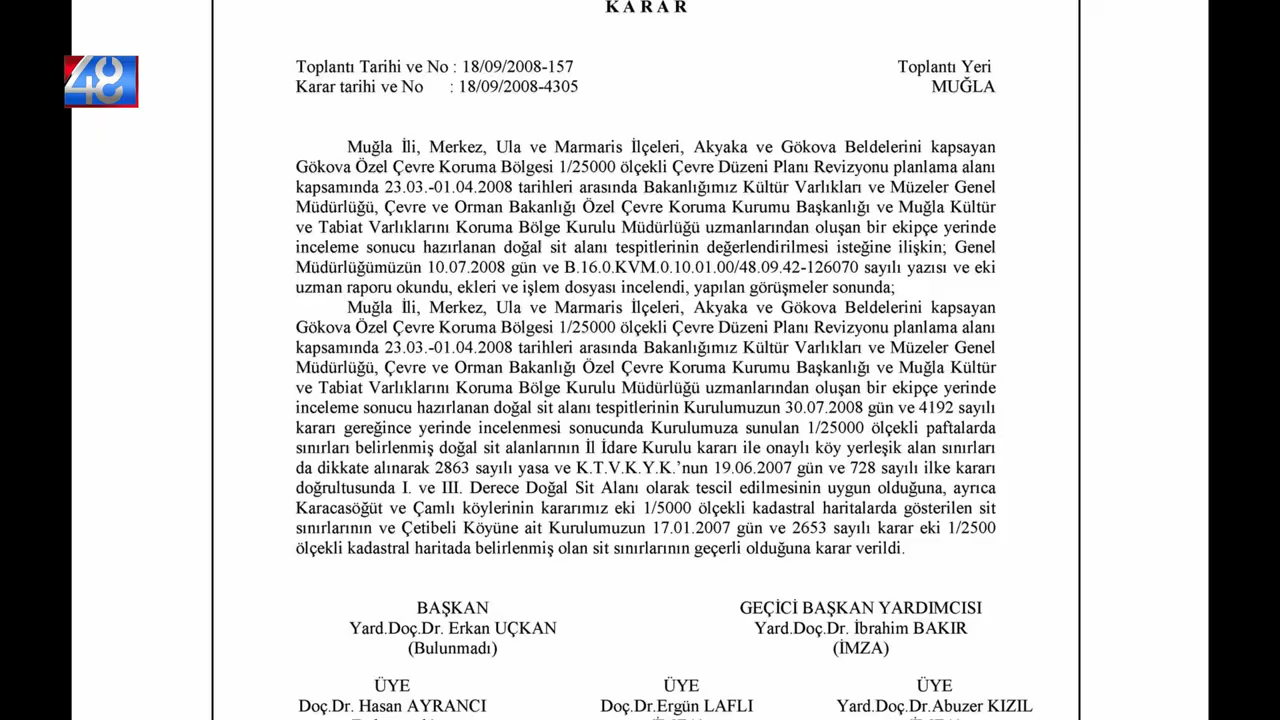 KARAR
48
Toplantı Tarihi ve No : 18/09/2008-157 Toplantı Yeri
Karar tarihi ve No : 18/09/2008-4305 MUĞLA
Muğla İli, Merkez, Ula ve Marmaris İlçeleri, Akyaka ve Gökova Beldelerini kapsayan
Gökova Özel Çevre Koruma Bölgesi 1/25000 ölçekli Çevre Düzeni Planı Revizyonu planlama alanı
kapsamında 23.03.-01.04.2008 tarihleri arasında Bakanlığımız Kültür Varlıkları ve Müzeler Genel
Müdürlüğü, Çevre ve Orman Bakanlığı Özel Çevre Koruma Kurumu Başkanlığı ve Muğla Kültür
ve Tabiat Varlıklarını Koruma Bölge Kurulu Müdürlüğü uzmanlarından oluşan bir ekipçe yerinde
inceleme sonucu hazırlanan doğal sit alanı tespitlerinin değerlendirilmesi isteğine ilişkin; Genel
Müdürlüğümüzün 10.07.2008 gün ve B.16.0.KVM.0.10.01.00/48.09.42-126070 sayılı yazısı ve eki
uzman raporu okundu, ekleri ve işlem dosyası incelendi, yapılan görüşmeler sonunda;
Muğla İli, Merkez, Ula ve Marmaris İlçeleri, Akyaka ve Gökova Beldelerini kapsayan
Gökova Özel Çevre Koruma Bölgesi 1/25000 ölçekli Çevre Düzeni Planı Revizyonu planlama alanı
kapsamında 23.03.-01.04.2008 tarihleri arasında Bakanlığımız Kültür Varlıkları ve Müzeler Genel
Müdürlüğü, Çevre ve Orman Bakanlığı Özel Çevre Koruma Kurumu Başkanlığı ve Muğla Kültür
ve Tabiat Varlıklarını Koruma Bölge Kurulu Müdürlüğü uzmanlarından oluşan bir ekipçe yerinde
inceleme sonucu hazırlanan doğal sit alanı tespitlerinin Kurulumuzun 30.07.2008 gün ve 4192 sayılı
kararı gereğince yerinde incelenmesi sonucunda Kurulumuza sunulan 1/25000 ölçekli paftalarda
sınırları belirlenmiş doğal sit alanlarının İl İdare Kurulu kararı ile onaylı köy yerleşik alan sınırları
da dikkate alınarak 2863 sayılı yasa ve K.T.V.K.Y.K.’nun 19.06.2007 gün ve 728 sayılı ilke kararı
doğrultusunda I. ve III. Derece Doğal Sit Alanı olarak tescil edilmesinin uygun olduğuna, ayrıca
Karacasöğüt ve Çamlı köylerinin kararımız eki 1/5000 ölçekli kadastral haritalarda gösterilen sit
sınırlarının ve Çetibeli Köyüne ait Kurulumuzun 17.01.2007 gün ve 2653 sayılı karar eki 1/2500
ölçekli kadastral haritada belirlenmiş olan sit sınırlarının geçerli olduğuna karar verildi.
BAŞKAN GEÇİCİ BAŞKAN YARDIMCISI
Yard.Doç.Dr. Erkan UÇKAN Yard.Doç.Dr. İbrahim BAKIR
(Bulunmadı) (İMZA)
ÜYE ÜYE ÜYE
Doç.Dr. Hasan AYRANCI Doç.Dr.Ergün LAFLI Yard.Doç.Dr.Abuzer KIZIL